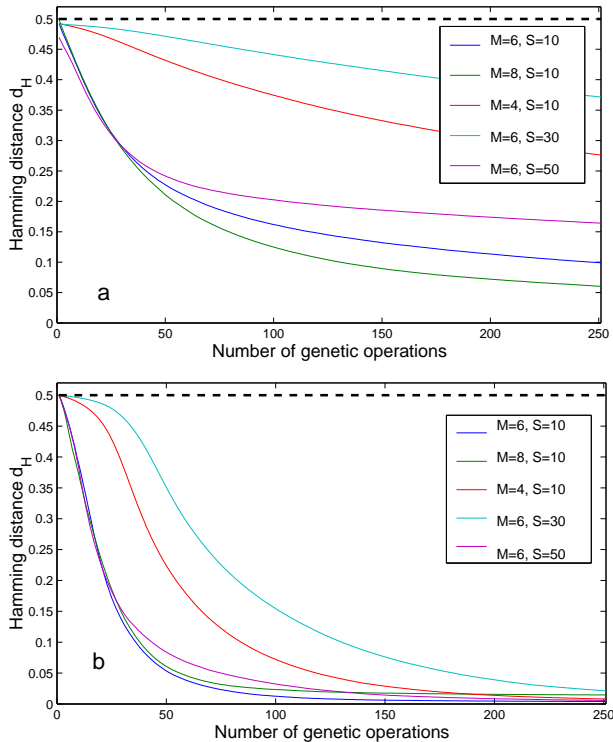 0.5
0.45
0.4
0.35
0.3
0.25
0.2
0.15
0.1
0.05
0
Hamming distance d_H
M=6, S=10
M=8, S=10
M=4, S=10
M=6, S=30
M=6, S=50
a
0 50 100 150 200 250
Number of genetic operations
0.5
0.45
0.4
0.35
0.3
0.25
0.2
0.15
0.1
0.05
0
Hamming distance d_H
M=6, S=10
M=8, S=10
M=4, S=10
M=6, S=30
M=6, S=50
b
0 50 100 150 200 250
Number of genetic operations